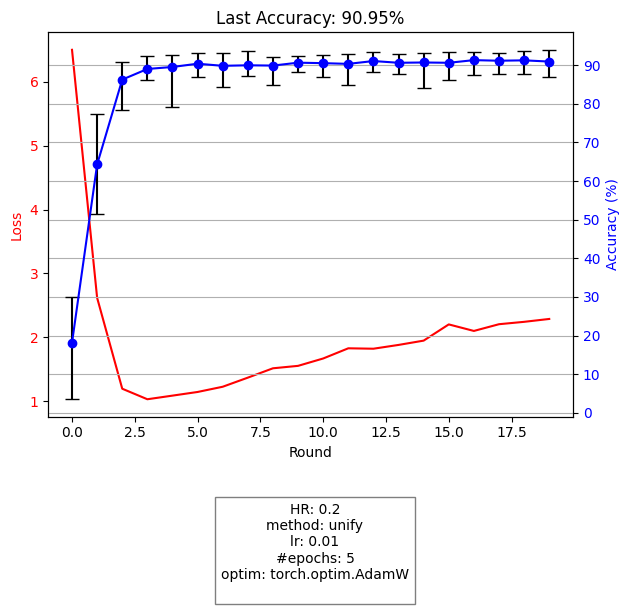 Last Accuracy: 90.95%
6
5
4
3
2
1
Loss
90
80
70
60
50
40
30
20
10
0
Accuracy (%)
0.0 2.5 5.0 7.5 10.0 12.5 15.0 17.5
Round
HR: 0.2
method: unify
lr: 0.01
#epochs: 5
optim: torch.optim.AdamW